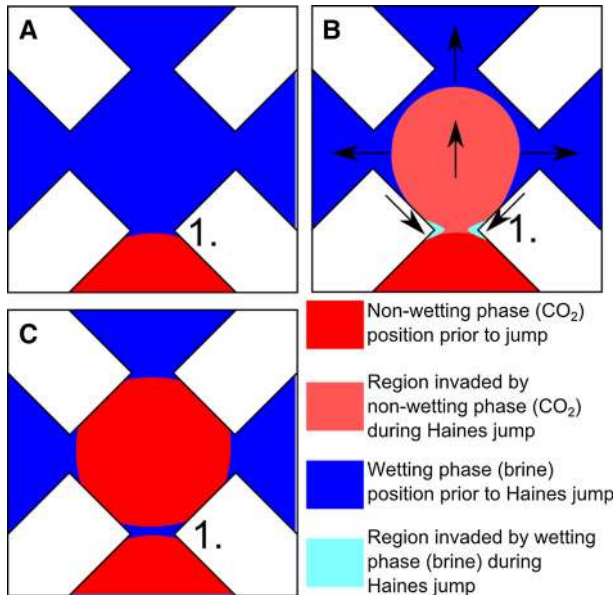 A
1.
B
1.
C
1.
Non-wetting phase (CO₂)
position prior to jump
Region invaded by
non-wetting phase (CO₂)
during Haines jump
Wetting phase (brine)
position prior to Haines jump
Region invaded by wetting
phase (brine) during
Haines jump